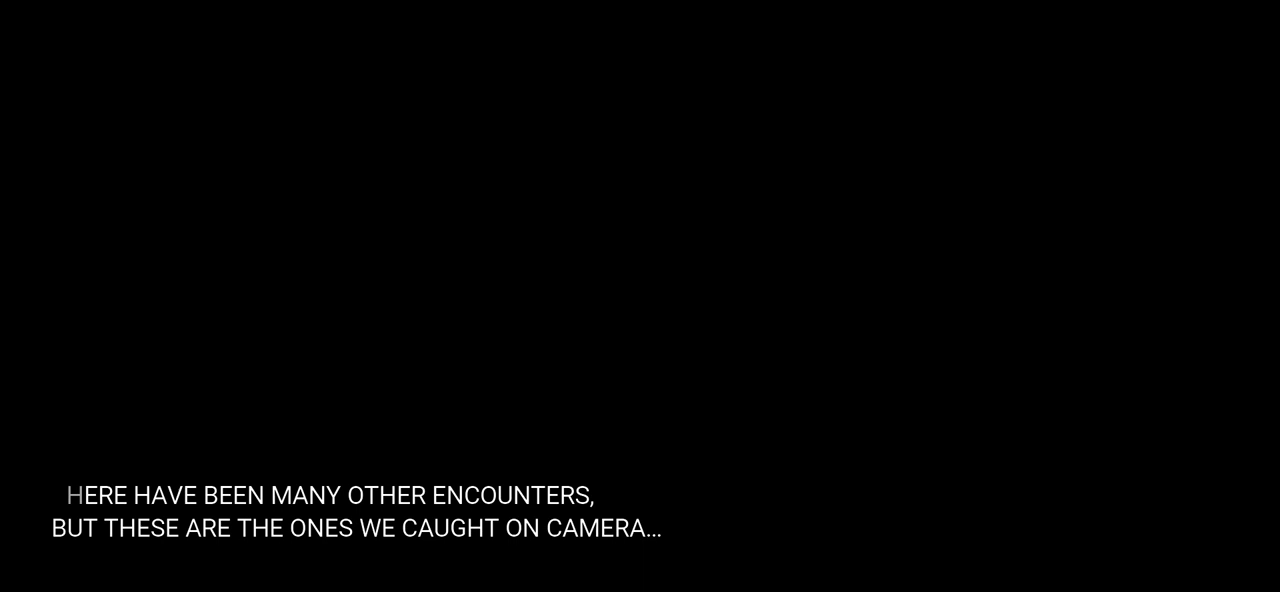 HERE HAVE BEEN MANY OTHER ENCOUNTERS,
BUT THESE ARE THE ONES WE CAUGHT ON CAMERA...